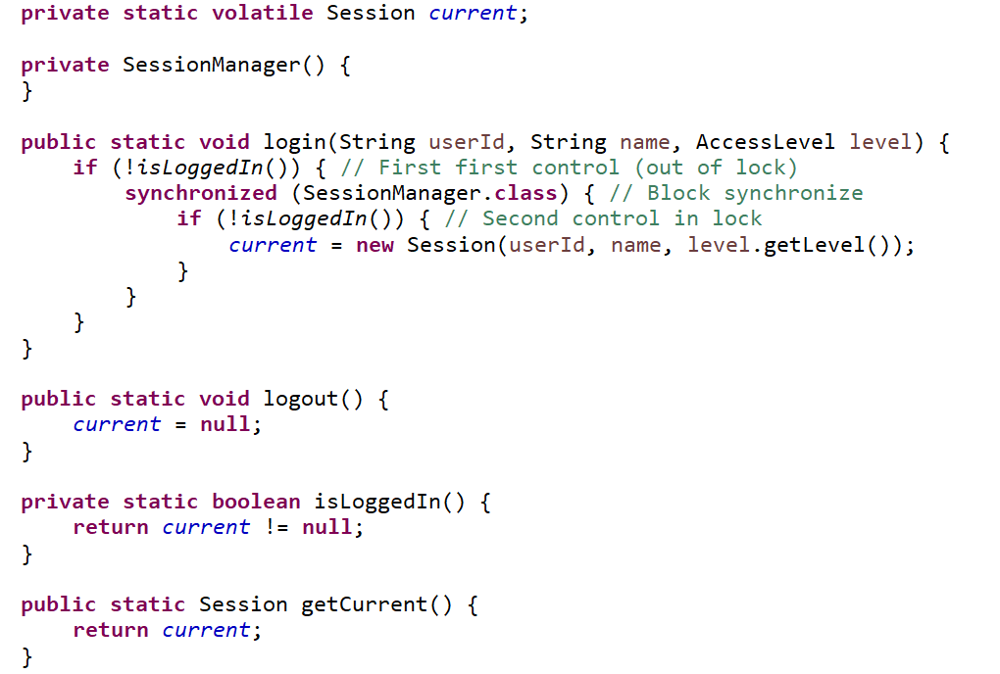 private static volatile Session current;
private SessionManager() {
}
public static void login(String userId, String name, AccessLevel level) {
if (!isLoggedIn()) { // First first control (out of lock)
synchronized (SessionManager.class) { // Block synchronize
if (!isLoggedIn()) { // Second control in lock
current = new Session(userId, name, level.getLevel());
}
}
}
}
public static void logout() {
current = null;
}
private static boolean isLoggedIn() {
return current != null;
}
public static Session getCurrent() {
return current;
}